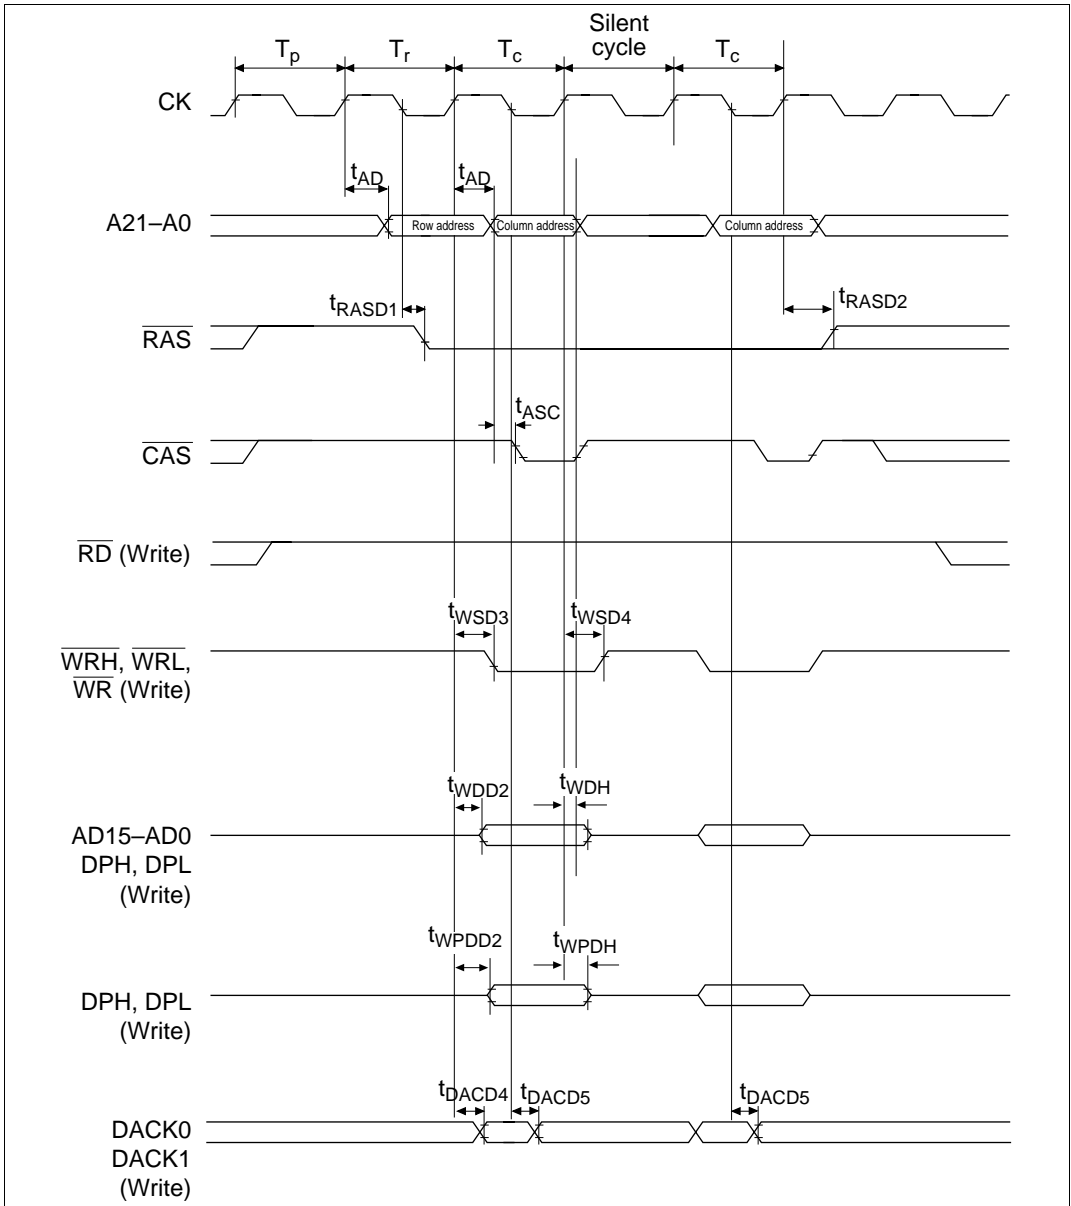 Silent
cycle
Tp Tr Tc Tc
CK
tAD tAD
A21–A0 Row address Column address Column address
tRASD1 tRASD2
RAS
tASC
CAS
RD (Write)
tWSD3 tWSD4
WRH, WRL,
WR (Write)
tWDD2 tWDH
AD15–AD0
DPH, DPL
(Write)
tWPDD2 tWPDH
DPH, DPL
(Write)
tDACD4 tDACD5 tDACD5
DACK0
DACK1
(Write)